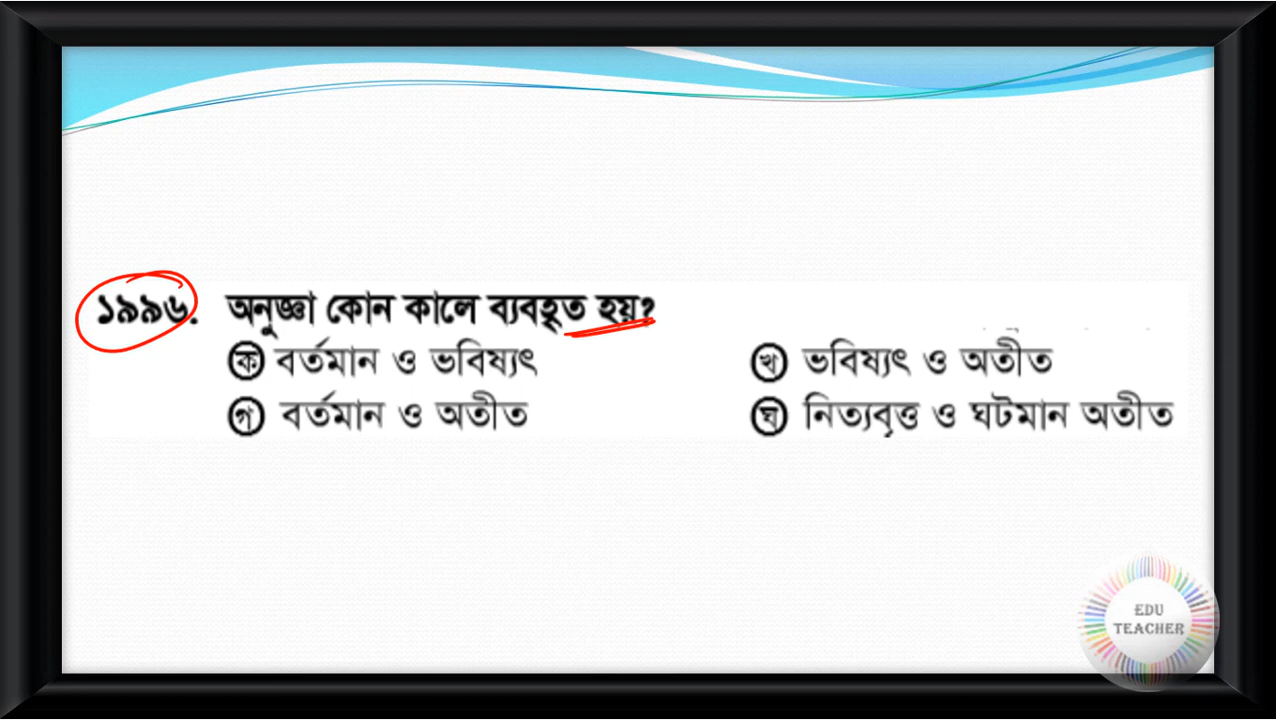 ১৯৯৬. অনুজ্ঞা কোন কালে ব্যবহৃত হয়?
ক বর্তমান ও ভবিষ্যৎ খ ভবিষ্যৎ ও অতীত
গ বর্তমান ও অতীত ঘ নিত্যবৃত্ত ও ঘটমান অতীত
EDU
TEACHER